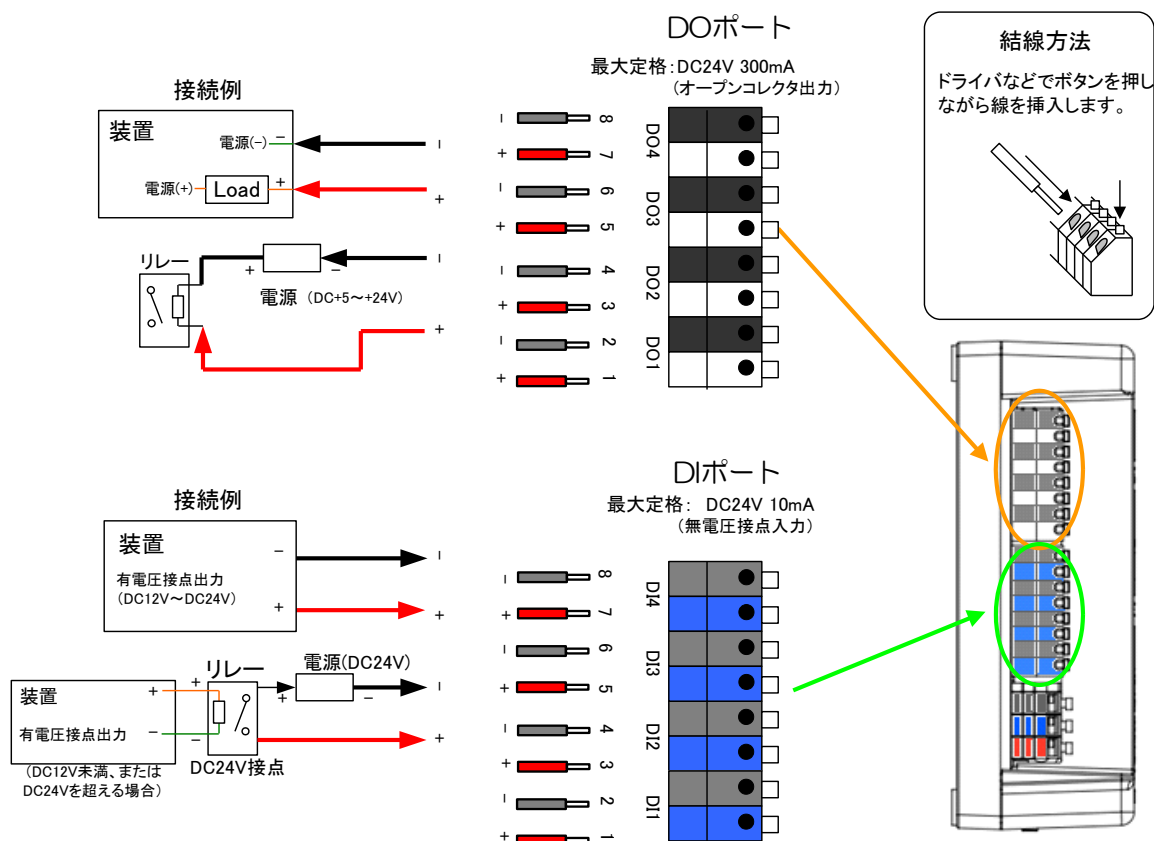 DOポート
最大定格:DC24V 300mA
(オープンコレクタ出力)
接続例
装置
電源(-)
-
電源(+)
Load
+
-
+
リレー
+
-
電源 (DC+5~+24V)
-
+
- 8
+ 7
- 6
+ 5
- 4
+ 3
- 2
+ 1
DO4
DO3
DO2
DO1
結線方法
ドライバなどでボタンを押し
ながら線を挿入します。
DIポート
最大定格: DC24V 10mA
(無電圧接点入力)
接続例
装置
有電圧接点出力
(DC12V~DC24V)
-
+
-
+
装置
+
有電圧接点出力
-
(DC12V未満、または
DC24Vを超える場合)
リレー
+
-
DC24V接点
電源(DC24V)
+
-
-
+
- 8
+ 7
- 6
+ 5
- 4
+ 3
- 2
+ 1
DI4
DI3
DI2
DI1